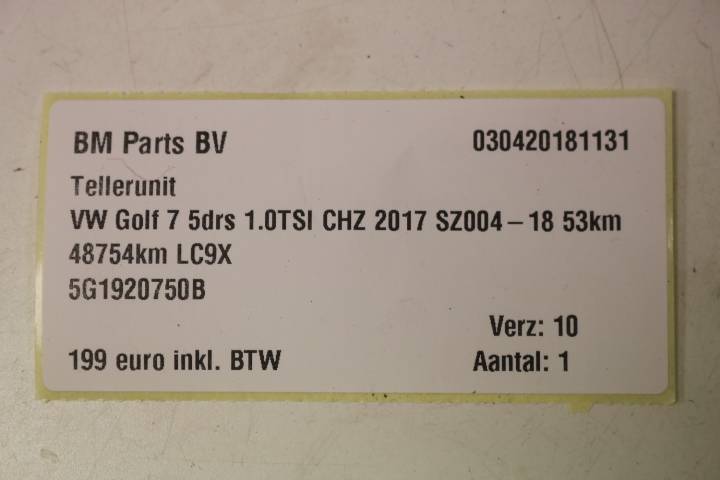 BM Parts BV 030420181131
Tellerunit
VW Golf 7 5drs 1.0TSI CHZ 2017 SZ004-18 53km
48754km LC9X
5G1920750B
Verz: 10
199 euro inkl. BTW Aantal: 1